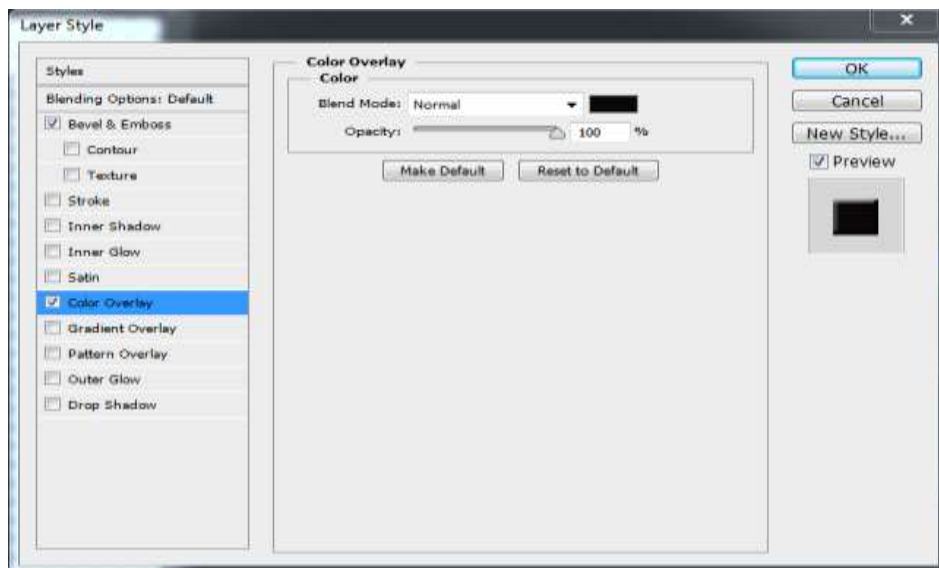 Layer Style
Styles
Blending Options: Default
Bevel & Emboss
Contour
Texture
Stroke
Inner Shadow
Inner Glow
Satin
Color Overlay
Gradient Overlay
Pattern Overlay
Outer Glow
Drop Shadow
Color Overlay
Color
Blend Mode: Normal
Opacity: 100 %
Make Default Reset to Default
OK
Cancel
New Style...
Preview